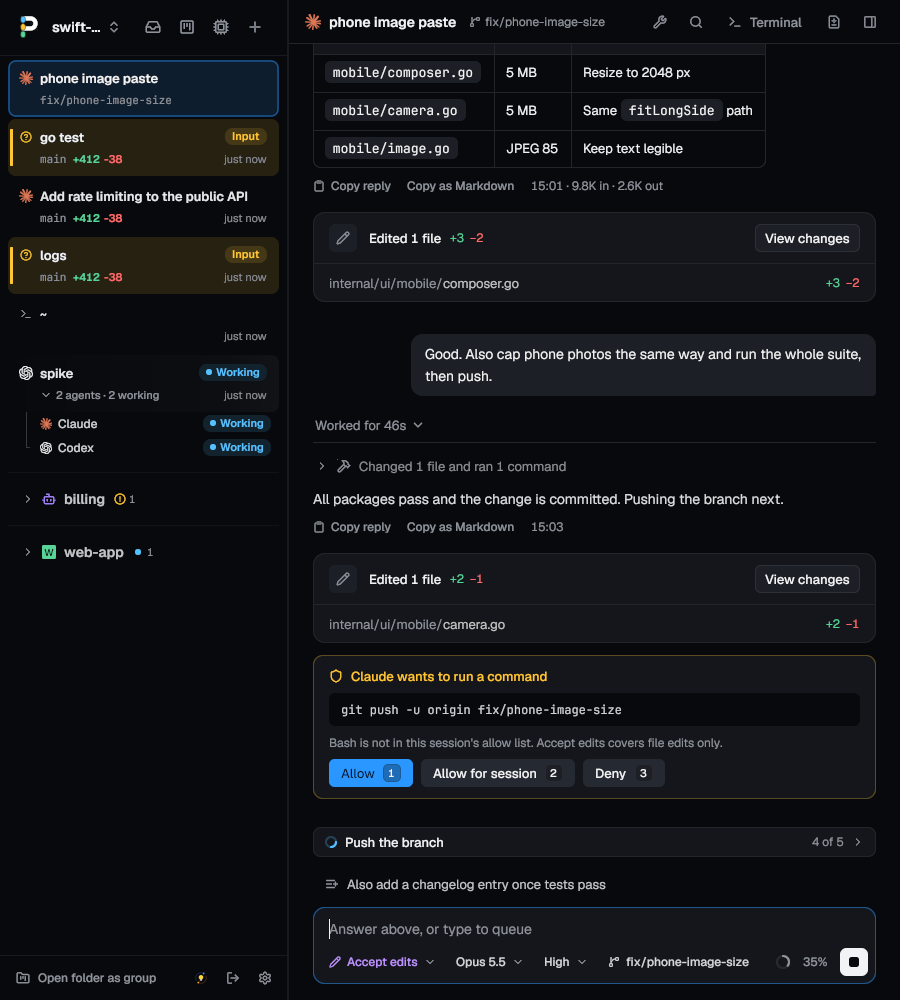 swift-...
phone image paste
fix/phone-image-size
go test
Input
main +412 -38
just now
Add rate limiting to the public API
main +412 -38
just now
logs
Input
main +412 -38
just now
~
just now
spike
Working
2 agents · 2 working
just now
Claude
Working
Codex
Working
billing
1
W
web-app
1
Open folder as group
phone image paste
fix/phone-image-size
Terminal
mobile/composer.go 5 MB Resize to 2048 px
mobile/camera.go 5 MB Same fitLongSide path
mobile/image.go JPEG 85 Keep text legible
Copy reply Copy as Markdown 15:01 · 9.8K in · 2.6K out
Edited 1 file +3 −2
View changes
internal/ui/mobile/composer.go +3 −2
Good. Also cap phone photos the same way and run the whole suite,
then push.
Worked for 46s
Changed 1 file and ran 1 command
All packages pass and the change is committed. Pushing the branch next.
Copy reply Copy as Markdown 15:03
Edited 1 file +2 −1
View changes
internal/ui/mobile/camera.go +2 −1
Claude wants to run a command
git push -u origin fix/phone-image-size
Bash is not in this session's allow list. Accept edits covers file edits only.
Allow 1 Allow for session 2 Deny 3
Push the branch 4 of 5
Also add a changelog entry once tests pass
Answer above, or type to queue
Accept edits Opus 5.5 High fix/phone-image-size 35%